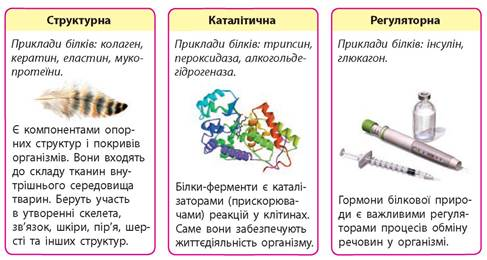 Структурна
Приклади білків: колаген,
кератин, еластин, муко-
протеїни.
Є компонентами опор-
них структур і покривів
організмів. Вони входять
до складу тканин вну-
трішнього середовища
тварин. Беруть участь
в утворенні скелета,
зв'язок, шкіри, пір'я, шер-
сті та інших структур.
Каталітична
Приклади білків: трипсин,
пероксидаза, алкогольде-
гідрогеназа.
Білки-ферменти є каталі-
заторами (прискорюва-
чами) реакцій у клітинах.
Саме вони забезпечують
життєдіяльність організму.
Регуляторна
Приклади білків: інсулін,
глюкагон.
Гормони білкової приро-
ди є важливими регуля-
торами процесів обміну
речовин у організмі.